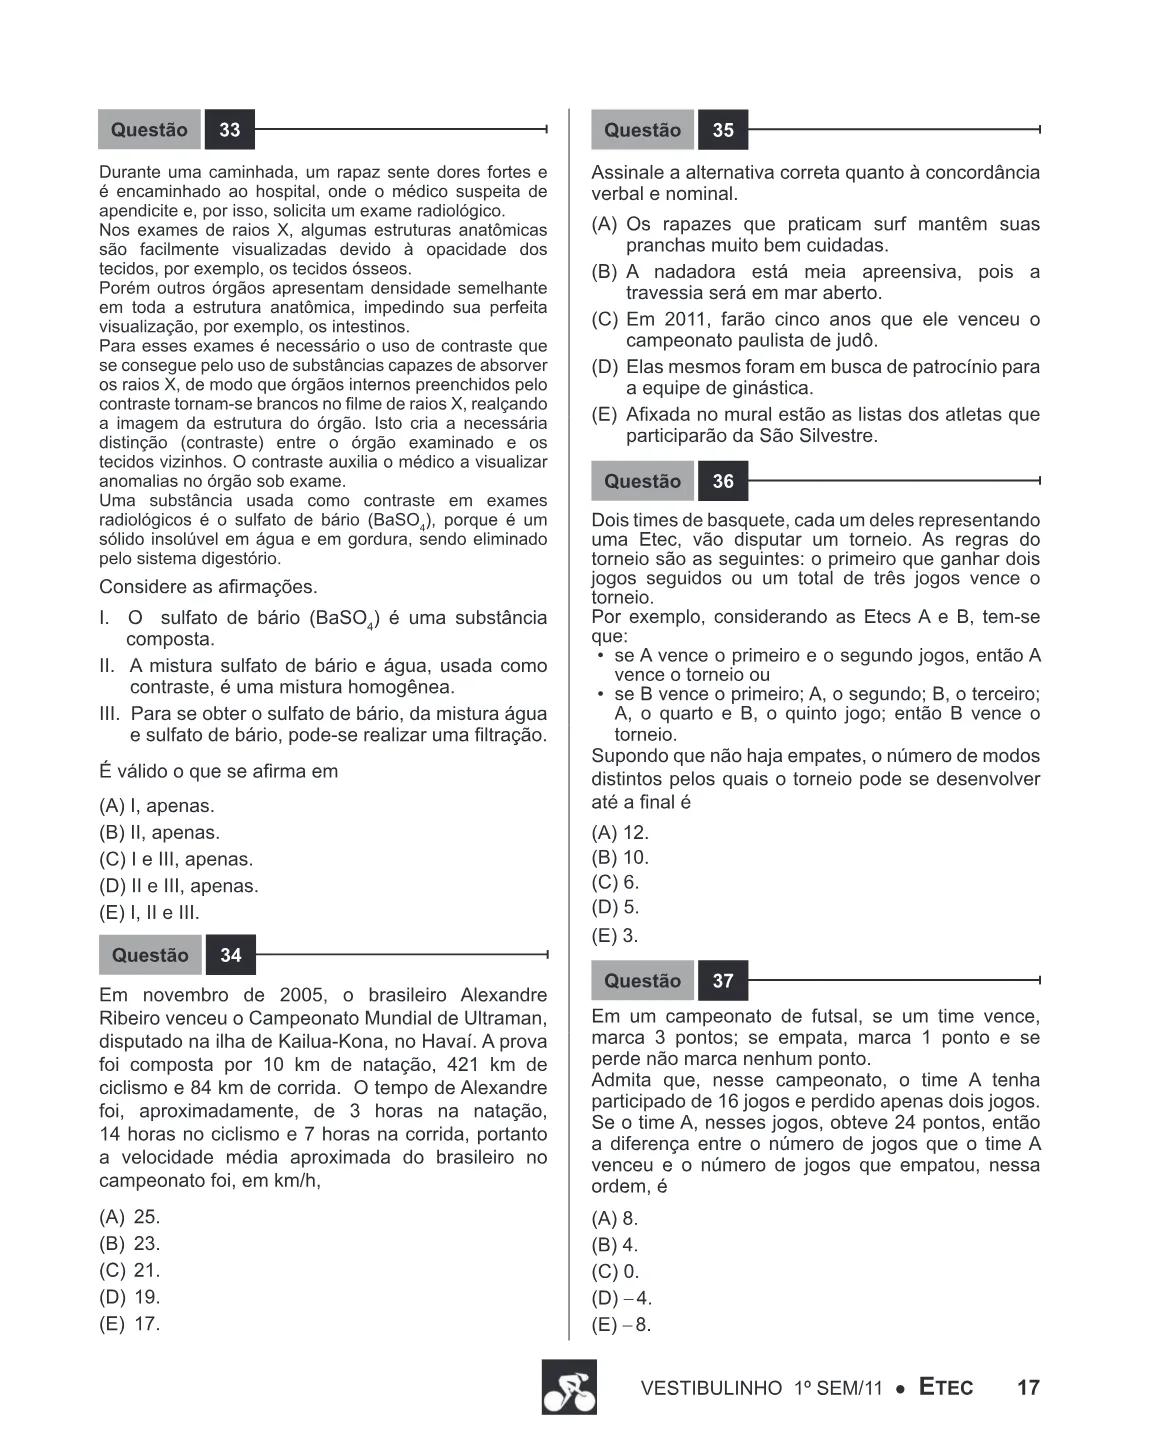 Questão 33
Durante uma caminhada, um rapaz sente dores fortes e
é encaminhado ao hospital, onde o médico suspeita de
apendicite e, por isso, solicita um exame radiológico.
Nos exames de raios X, algumas estruturas anatômicas
são facilmente visualizadas devido à opacidade dos
tecidos, por exemplo, os tecidos ósseos.
Porém outros órgãos apresentam densidade semelhante
em toda a estrutura anatômica, impedindo sua perfeita
visualização, por exemplo, os intestinos.
Para esses exames é necessário o uso de contraste que
se consegue pelo uso de substâncias capazes de absorver
os raios X, de modo que órgãos internos preenchidos pelo
contraste tornam-se brancos no filme de raios X, realçando
a imagem da estrutura do órgão. Isto cria a necessária
distinção (contraste) entre o órgão examinado e os
tecidos vizinhos. O contraste auxilia o médico a visualizar
anomalias no órgão sob exame.
Uma substância usada como contraste em exames
radiológicos é o sulfato de bário (BaSO4), porque é um
sólido insolúvel em água e em gordura, sendo eliminado
pelo sistema digestório.
Considere as afirmações.
I. O sulfato de bário (BaSO4) é uma substância
composta.
II. A mistura sulfato de bário e água, usada como
contraste, é uma mistura homogênea.
III. Para se obter o sulfato de bário, da mistura água
e sulfato de bário, pode-se realizar uma filtração.
É válido o que se afirma em
(A) I, apenas.
(B) II, apenas.
(C) I e III, apenas.
(D) II e III, apenas.
(E) I, II e III.
Questão 34
Em novembro de 2005, o brasileiro Alexandre
Ribeiro venceu o Campeonato Mundial de Ultraman,
disputado na ilha de Kailua-Kona, no Havaí. A prova
foi composta por 10 km de natação, 421 km de
ciclismo e 84 km de corrida. O tempo de Alexandre
foi, aproximadamente, de 3 horas na natação,
14 horas no ciclismo e 7 horas na corrida, portanto
a velocidade média aproximada do brasileiro no
campeonato foi, em km/h,
(A) 25.
(B) 23.
(C) 21.
(D) 19.
(E) 17.
Questão 35
Assinale a alternativa correta quanto à concordância
verbal e nominal.
(A) Os rapazes que praticam surf mantêm suas
pranchas muito bem cuidadas.
(B) A nadadora está meia apreensiva, pois a
travessia será em mar aberto.
(C) Em 2011, farão cinco anos que ele venceu o
campeonato paulista de judô.
(D) Elas mesmos foram em busca de patrocínio para
a equipe de ginástica.
(E) Afixada no mural estão as listas dos atletas que
participarão da São Silvestre.
Questão 36
Dois times de basquete, cada um deles representando
uma Etec, vão disputar um torneio. As regras do
torneio são as seguintes: o primeiro que ganhar dois
jogos seguidos ou um total de três jogos vence o
torneio.
Por exemplo, considerando as Etecs A e B, tem-se
que:
• se A vence o primeiro e o segundo jogos, então A
vence o torneio ou
• se B vence o primeiro; A, o segundo; B, o terceiro;
A, o quarto e B, o quinto jogo; então B vence o
torneio.
Supondo que não haja empates, o número de modos
distintos pelos quais o torneio pode se desenvolver
até a final é
(A) 12.
(B) 10.
(C) 6.
(D) 5.
(E) 3.
Questão 37
Em um campeonato de futsal, se um time vence,
marca 3 pontos; se empata, marca 1 ponto e se
perde não marca nenhum ponto.
Admita que, nesse campeonato, o time A tenha
participado de 16 jogos e perdido apenas dois jogos.
Se o time A, nesses jogos, obteve 24 pontos, então
a diferença entre o número de jogos que o time A
venceu e o número de jogos que empatou, nessa
ordem, é
(A) 8.
(B) 4.
(C) 0.
(D) –4.
(E) –8.
VESTIBULINHO 1º SEM/11 • ETEC 17